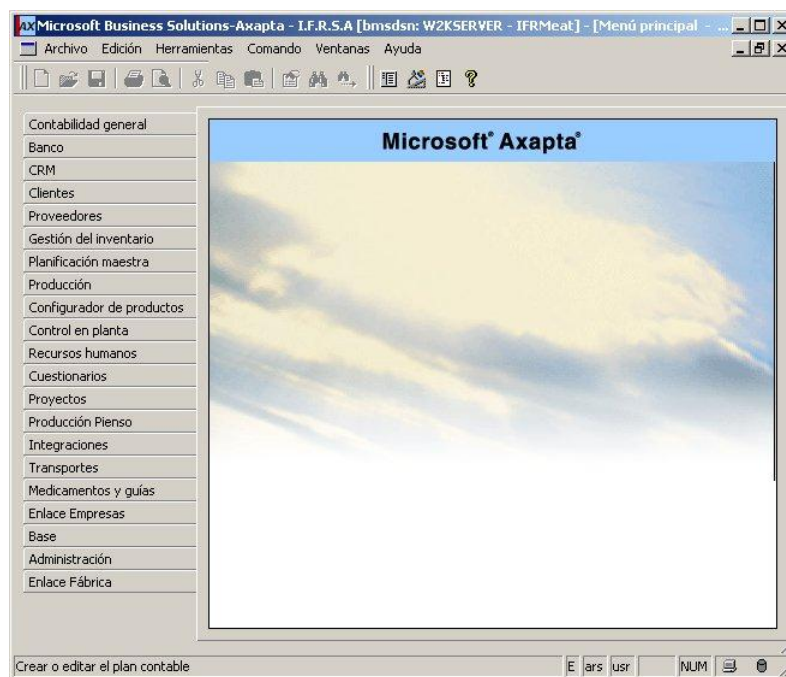 Microsoft Business Solutions-Axapta - I.F.R.S.A [bmsdsn: W2KSERVER - IFRMeat] - [Menú principal - ...
Archivo Edición Herramientas Comando Ventanas Ayuda
Microsoft® Axapta®
Contabilidad general
Banco
CRM
Clientes
Proveedores
Gestión del inventario
Planificación maestra
Producción
Configurador de productos
Control en planta
Recursos humanos
Cuestionarios
Proyectos
Producción Pienso
Integraciones
Transportes
Medicamentos y guías
Enlace Empresas
Base
Administración
Enlace Fábrica
Crear o editar el plan contable E ars usr NUM